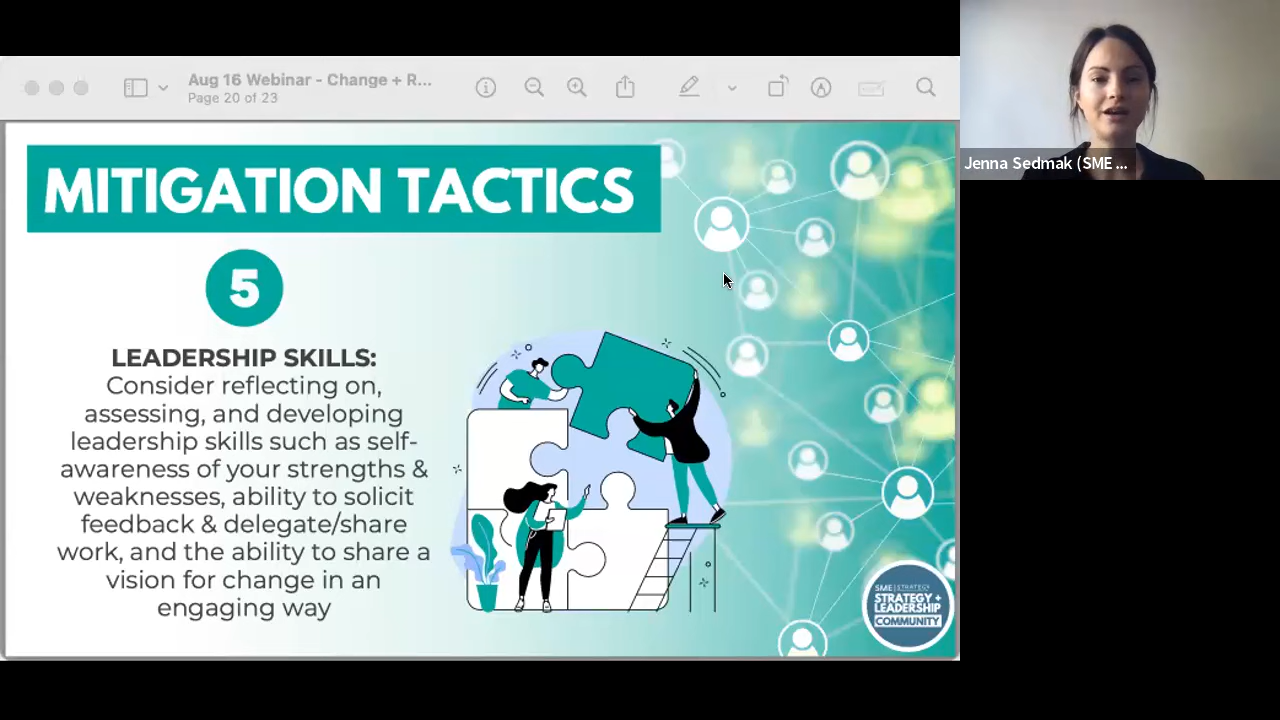 Aug 16 Webinar - Change + R...
Page 20 of 23
Jenna Sedmak (SME ...
MITIGATION TACTICS
5
LEADERSHIP SKILLS:
Consider reflecting on,
assessing, and developing
leadership skills such as self-
awareness of your strengths &
weaknesses, ability to solicit
feedback & delegate/share
work, and the ability to share a
vision for change in an
engaging way
SME | STRATEGY
STRATEGY +
LEADERSHIP
COMMUNITY